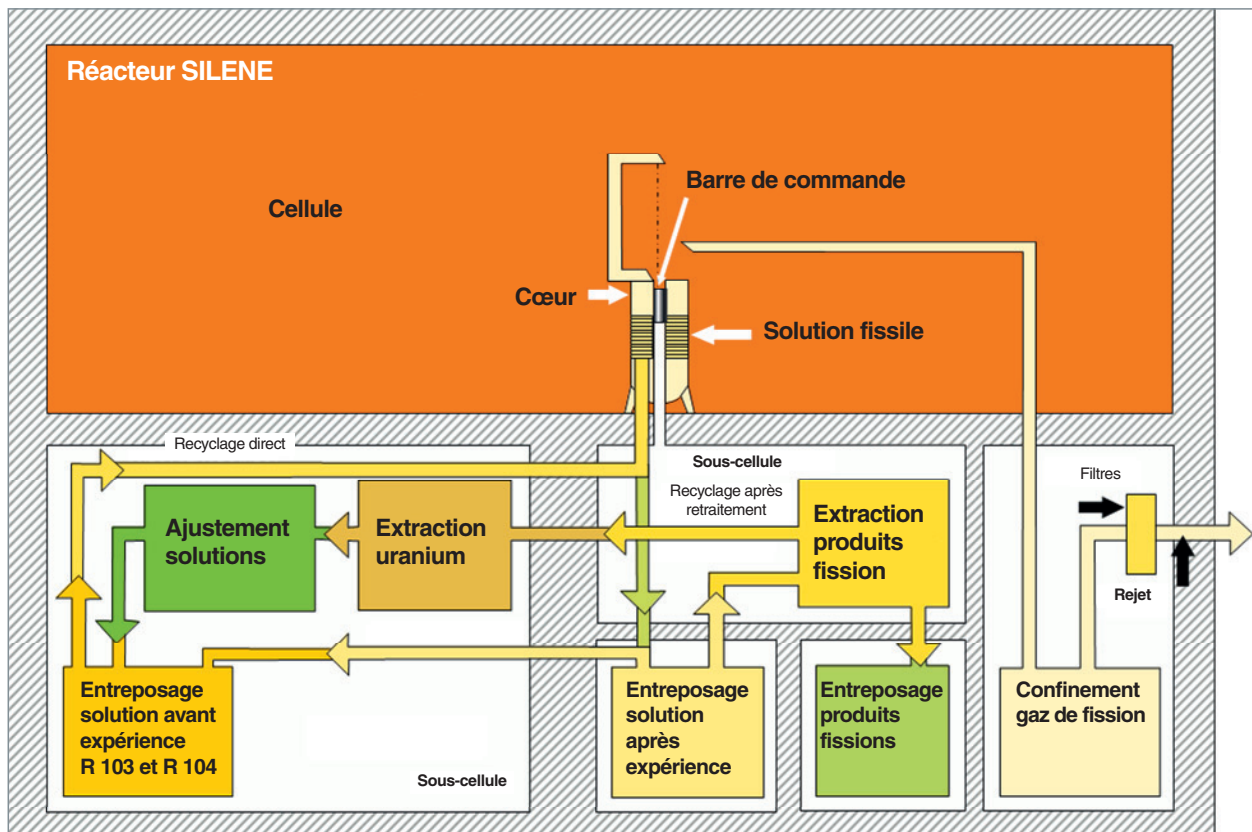 Réacteur SILENE
Barre de commande
Cellule
Cœur
Solution fissile
Recyclage direct
Sous-cellule
Filtres
Recyclage après
retraitement
Ajustement
solutions
Extraction
uranium
Extraction
produits
fission
Rejet
Entreposage
solution avant
expérience
R 103 et R 104
Entreposage
solution
après
expérience
Entreposage
produits
fissions
Confinement
gaz de fission
Sous-cellule